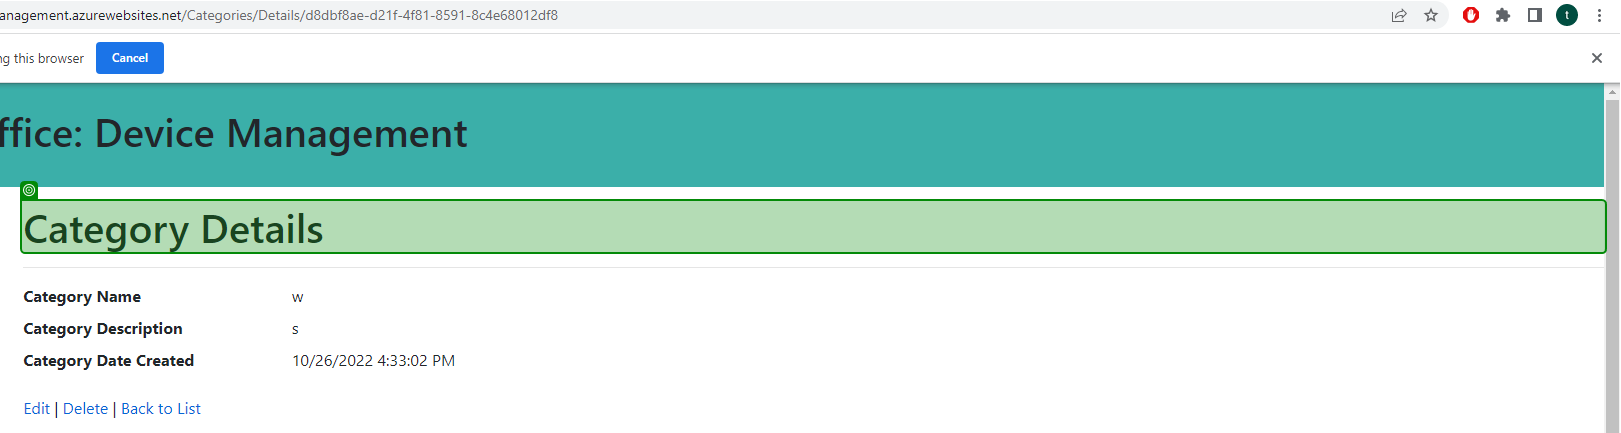 anagement.azurewebsites.net/Categories/Details/d8dbf8ae-d21f-4f81-8591-8c4e68012df8
t
ng this browser Cancel
ffice: Device Management
Category Details
Category Name w
Category Description s
Category Date Created 10/26/2022 4:33:02 PM
Edit | Delete | Back to List